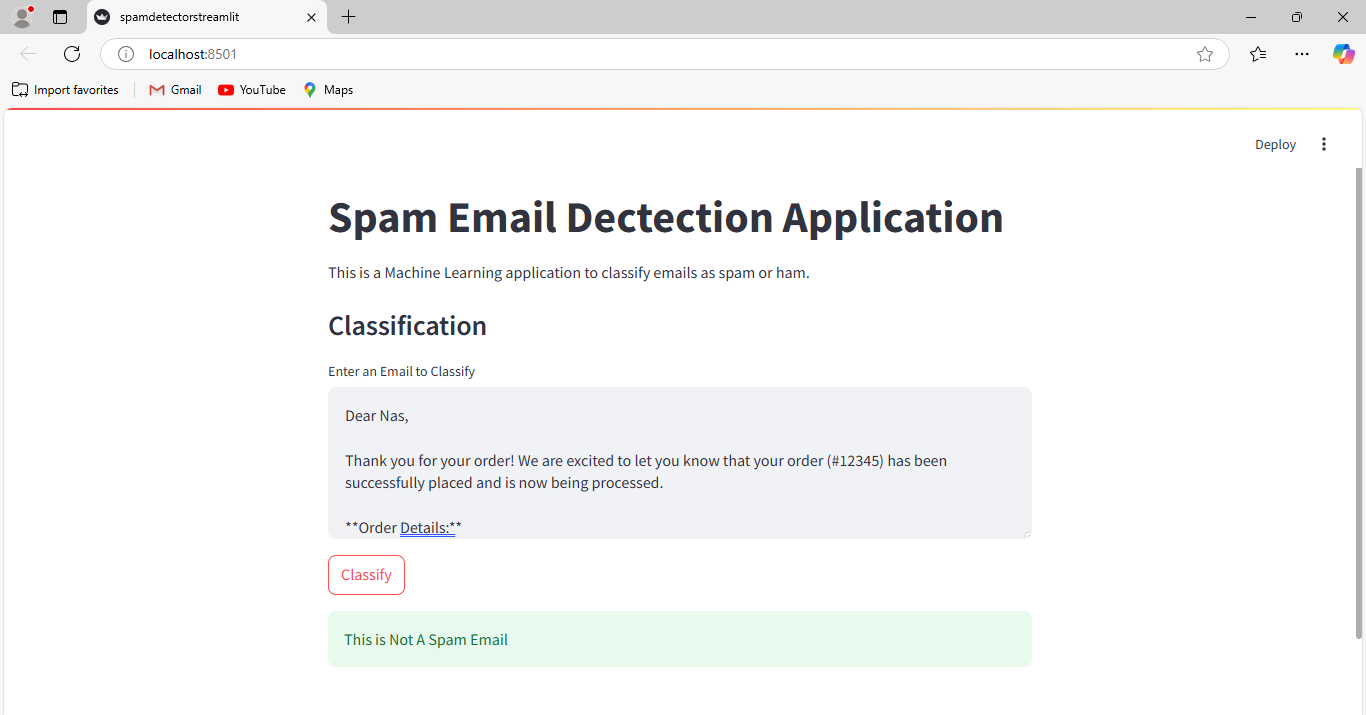 spamdetectorstreamlit
localhost:8501
Import favorites
Gmail
YouTube
Maps
Deploy
Spam Email Dectection Application
This is a Machine Learning application to classify emails as spam or ham.
Classification
Enter an Email to Classify
Dear Nas,
Thank you for your order! We are excited to let you know that your order (#12345) has been
successfully placed and is now being processed.
**Order Details:**
Classify
This is Not A Spam Email